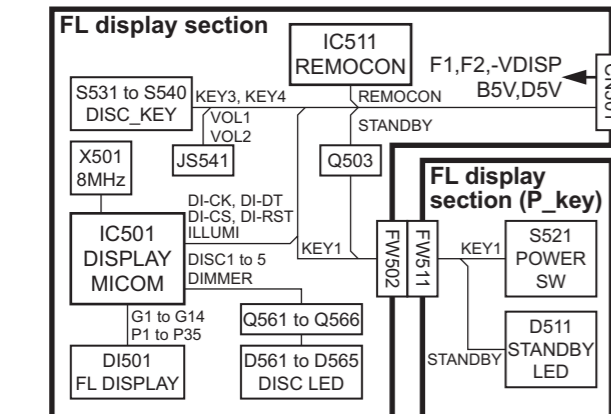 FL display section
IC511
REMOCON
F1,F2,-VDISP
B5V,D5V
S531 to S540
DISC_KEY
KEY3, KEY4
REMOCON
VOL1
VOL2
STANDBY
JS541
Q503
X501
8MHz
FL display
section (P_key)
DI-CK, DI-DT
DI-CS, DI-RST
ILLUMI
IC501
DISPLAY
MICOM
KEY1
FW502
FW511
KEY1
S521
POWER
SW
DISC1 to 5
DIMMER
G1 to G14
P1 to P35
Q561 to Q566
DI501
FL DISPLAY
D561 to D565
DISC LED
STANDBY
D511
STANDBY
LED